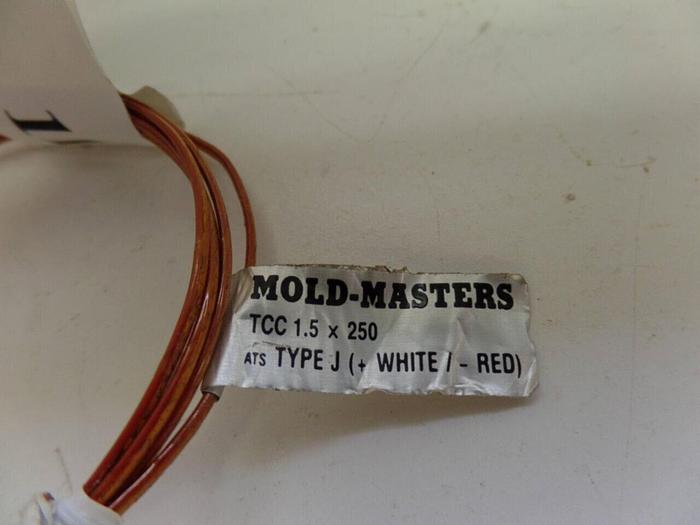 MOLD-MASTERS
TCC 1.5 x 250
ATS TYPE J (+ WHITE / - RED)